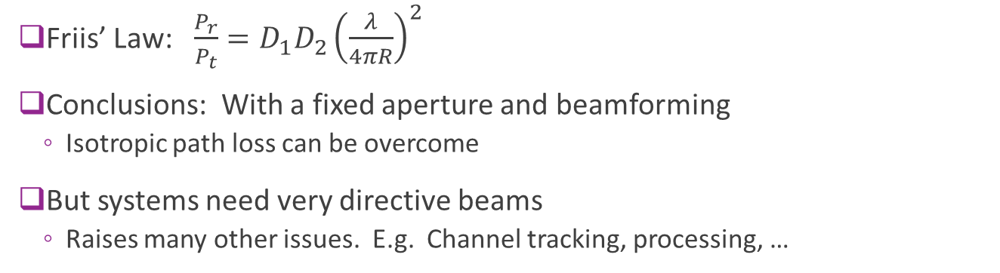 ❑Friis’ Law: $\frac{P_r}{P_t} = D_1 D_2 \left(\frac{\lambda}{4\pi R}\right)^2$
❑Conclusions: With a fixed aperture and beamforming
◦ Isotropic path loss can be overcome
❑But systems need very directive beams
◦ Raises many other issues. E.g. Channel tracking, processing, ...